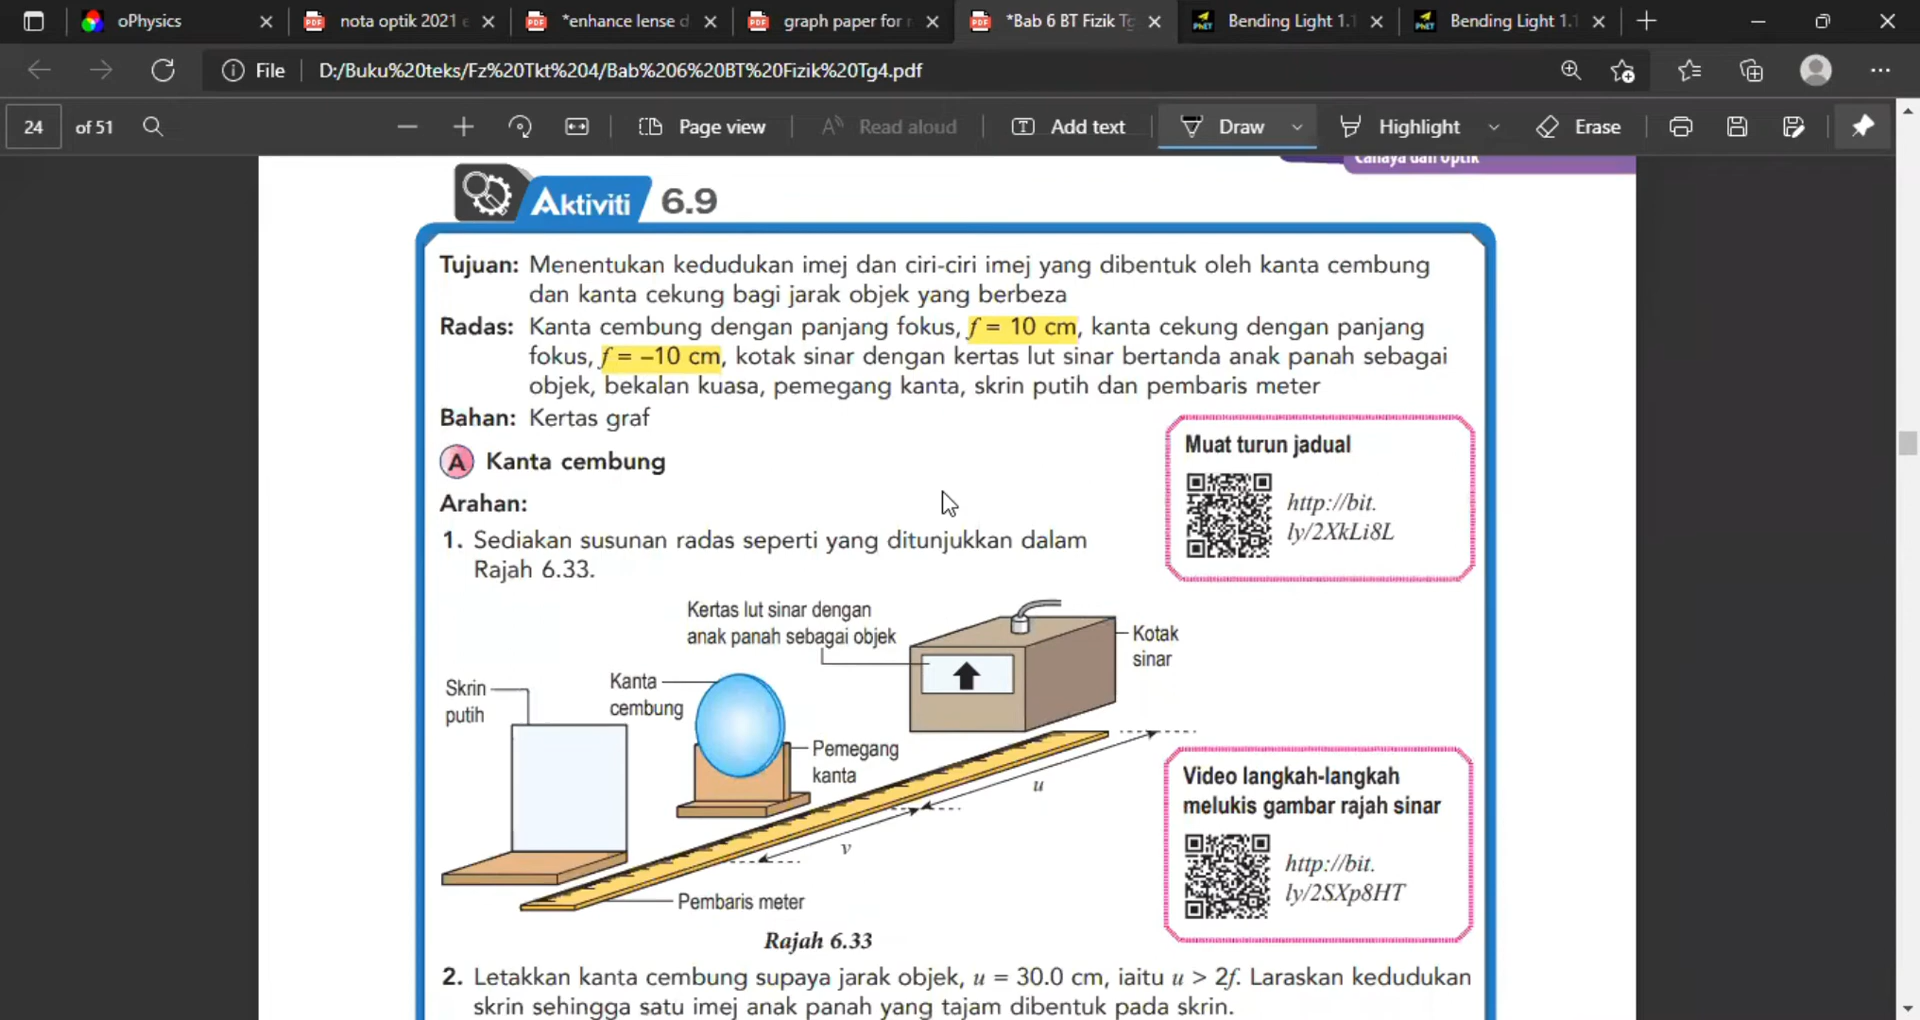 oPhysics
nota optik 2021
*enhance lense d
graph paper for
*Bab 6 BT Fizik Tg
Bending Light 1.1
Bending Light 1.1
File
D:/Buku%20teks/Fz%20Tkt%204/Bab%206%20BT%20Fizik%20Tg4.pdf
24 of 51
Page view
Read aloud
Add text
Draw
Highlight
Erase
Cahaya dan Optik
Aktiviti 6.9
Tujuan: Menentukan kedudukan imej dan ciri-ciri imej yang dibentuk oleh kanta cembung
dan kanta cekung bagi jarak objek yang berbeza
Radas: Kanta cembung dengan panjang fokus, f = 10 cm, kanta cekung dengan panjang
fokus, f = –10 cm, kotak sinar dengan kertas lut sinar bertanda anak panah sebagai
objek, bekalan kuasa, pemegang kanta, skrin putih dan pembaris meter
Bahan: Kertas graf
A Kanta cembung
Arahan:
1. Sediakan susunan radas seperti yang ditunjukkan dalam
Rajah 6.33.
Muat turun jadual
http://bit.
ly/2XkLi8L
Kertas lut sinar dengan
anak panah sebagai objek
Kotak
sinar
Skrin
putih
Kanta
cembung
Pemegang
kanta
u
v
Pembaris meter
Rajah 6.33
Video langkah-langkah
melukis gambar rajah sinar
http://bit.
ly/2SXp8HT
2. Letakkan kanta cembung supaya jarak objek, u = 30.0 cm, iaitu u > 2f. Laraskan kedudukan
skrin sehingga satu imej anak panah yang tajam dibentuk pada skrin.